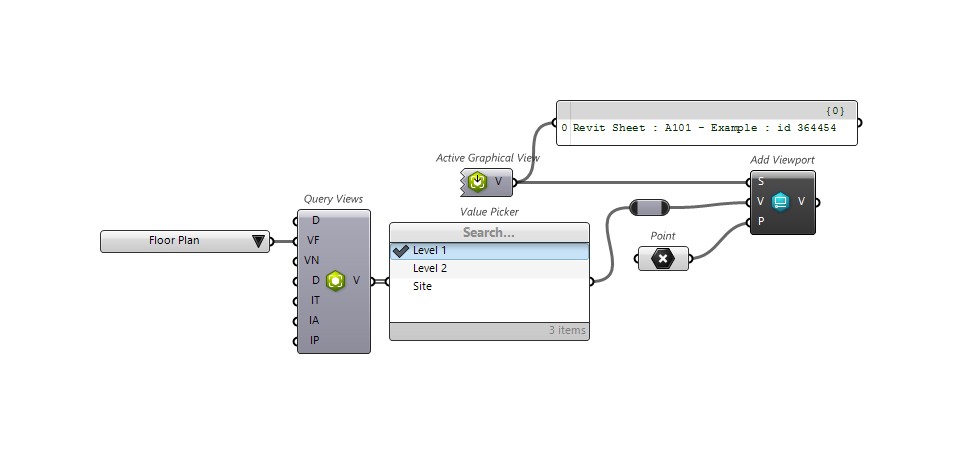 {0}
0 Revit Sheet : A101 - Example : id 364454
Active Graphical View
V
Add Viewport
S
V V
P
Query Views
D
VF
VN
D V
IT
IA
IP
Floor Plan
Value Picker
Search...
Level 1
Level 2
Site
3 items
Point